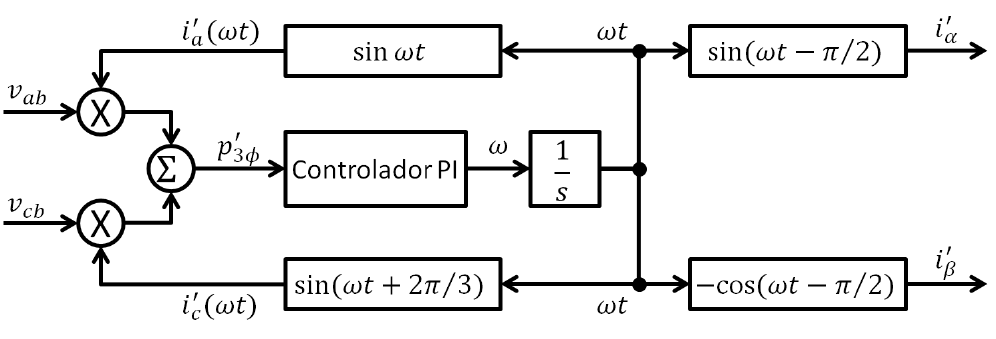 i′ₐ(ωt)
sin ωt
ωt
sin(ωt − π/2)
i′_α
v_ab
X
Σ
p′_3ϕ
Controlador PI
ω
1
s
v_cb
X
sin(ωt + 2π/3)
i′_c(ωt)
ωt
−cos(ωt − π/2)
i′_β